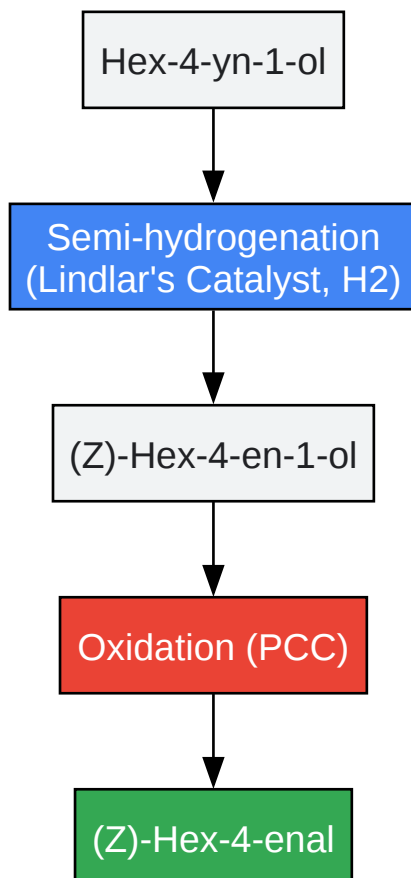 Hex-4-yn-1-ol
Semi-hydrogenation
(Lindlar's Catalyst, H2)
(Z)-Hex-4-en-1-ol
Oxidation (PCC)
(Z)-Hex-4-enal